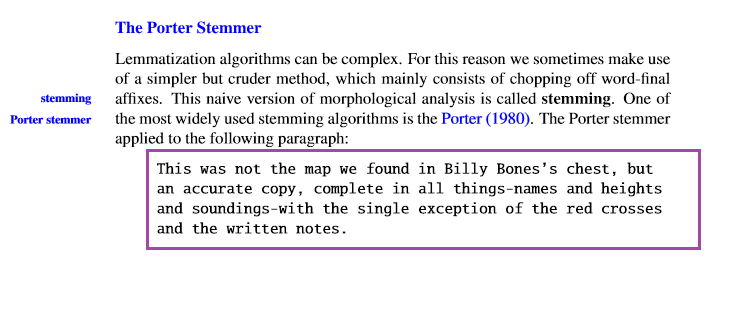 The Porter Stemmer
Lemmatization algorithms can be complex. For this reason we sometimes make use
of a simpler but cruder method, which mainly consists of chopping off word-final
stemming
affixes. This naive version of morphological analysis is called stemming. One of
Porter stemmer
the most widely used stemming algorithms is the Porter (1980). The Porter stemmer
applied to the following paragraph:
This was not the map we found in Billy Bones's chest, but
an accurate copy, complete in all things-names and heights
and soundings-with the single exception of the red crosses
and the written notes.